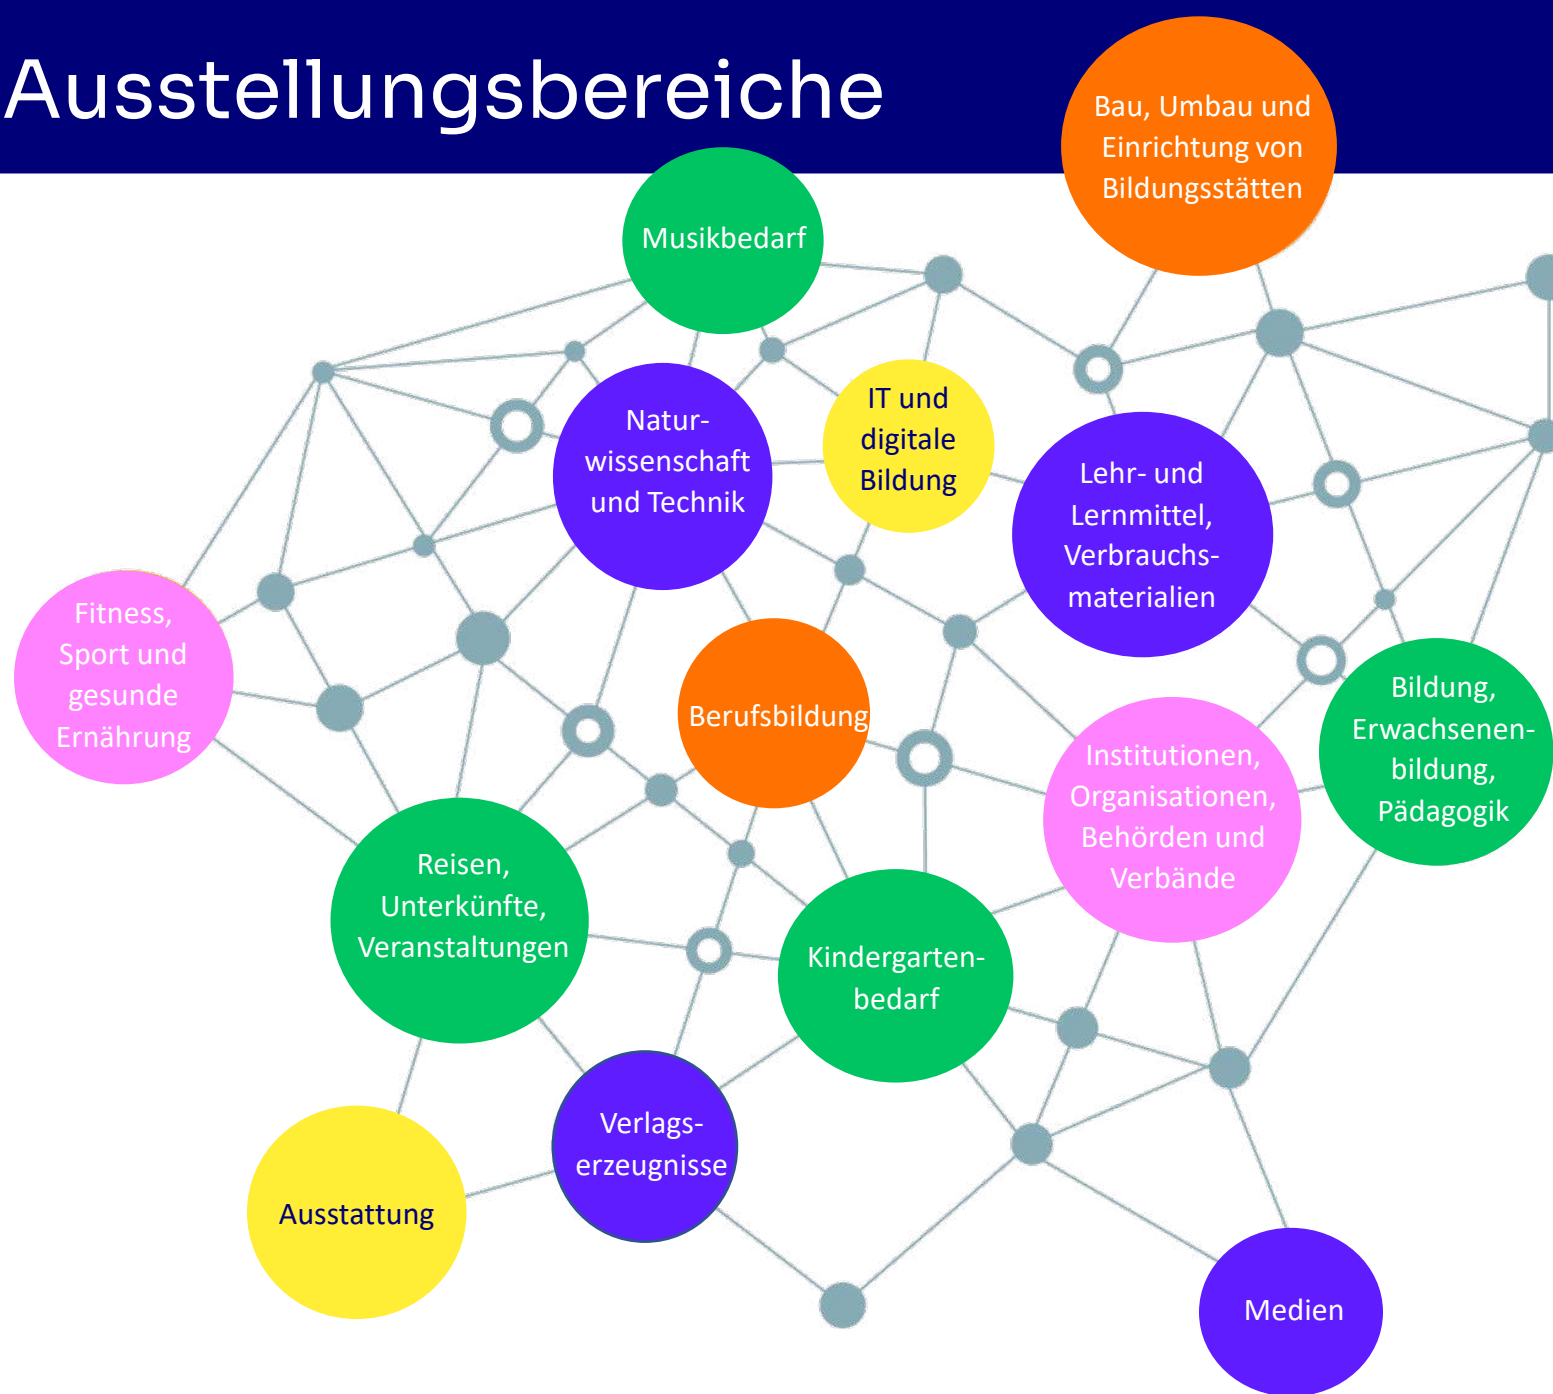 Ausstellungsbereiche
Bau, Umbau und
Einrichtung von
Bildungsstätten
Musikbedarf
IT und
digitale
Bildung
Natur-
wissenschaft
und Technik
Lehr- und
Lernmittel,
Verbrauchs-
materialien
Fitness,
Sport und
gesunde
Ernährung
Berufsbildung
Bildung,
Erwachsenen-
bildung,
Pädagogik
Institutionen,
Organisationen,
Behörden und
Verbände
Reisen,
Unterkünfte,
Veranstaltungen
Kindergarten-
bedarf
Verlags-
erzeugnisse
Ausstattung
Medien